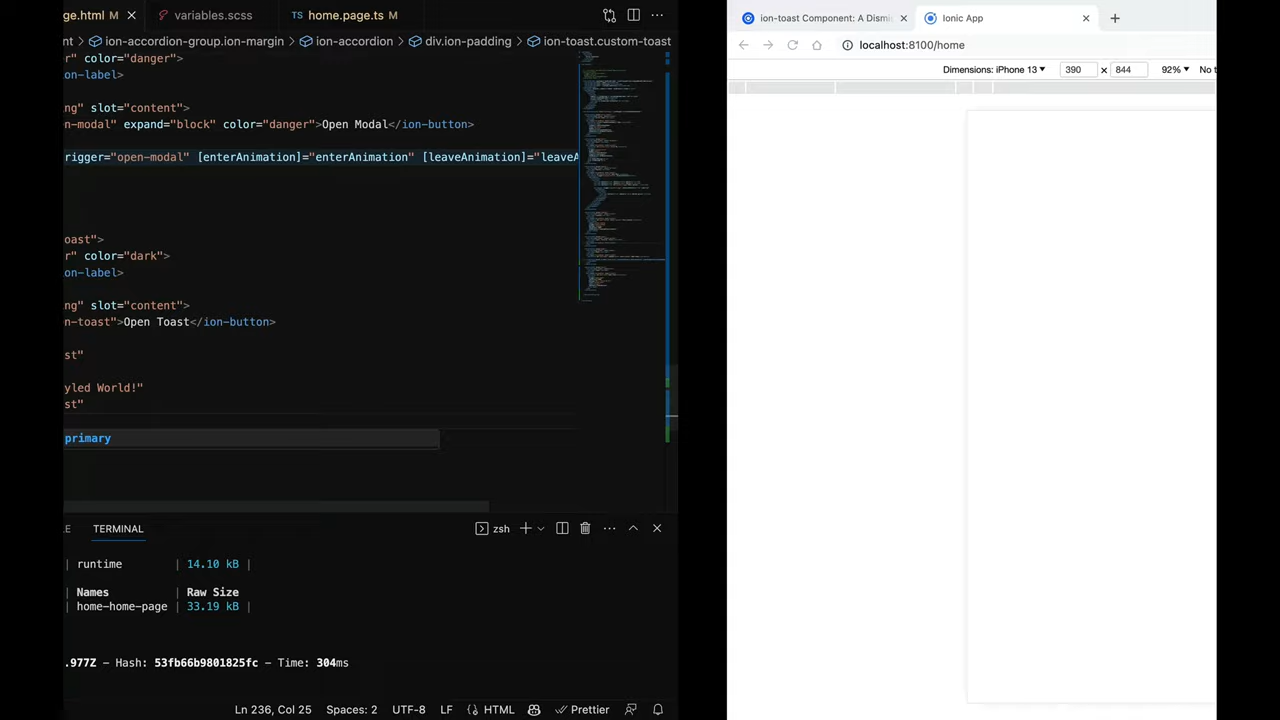 ge.html M
variables.scss
TS home.page.ts M
nt > ion-accordion-group.ion-margin > ion-accordion > div.ion-padding > ion-toast.custom-toast
r" color="danger">
ion-label>
ng" slot="content">
n-modal" expand="block" color="danger">Open Modal</ion-button>
rigger="open-modal" [enterAnimation]="enterAnimation" [leaveAnimation]="leaveA
oast">
r" color="dark">
ion-label>
ng" slot="content">
n-toast">Open Toast</ion-button>
st"
yled World!"
st"
primary
LE
TERMINAL
zsh
| runtime | 14.10 kB |
| Names | Raw Size
| home-home-page | 33.19 kB |
.977Z - Hash: 53fb66b9801825fc - Time: 304ms
Ln 236, Col 25
Spaces: 2
UTF-8
LF
{} HTML
Prettier
ion-toast Component: A Dismi
Ionic App
localhost:8100/home
Dimensions: iPhone 13 ▼
390 × 844
92% ▼
No t